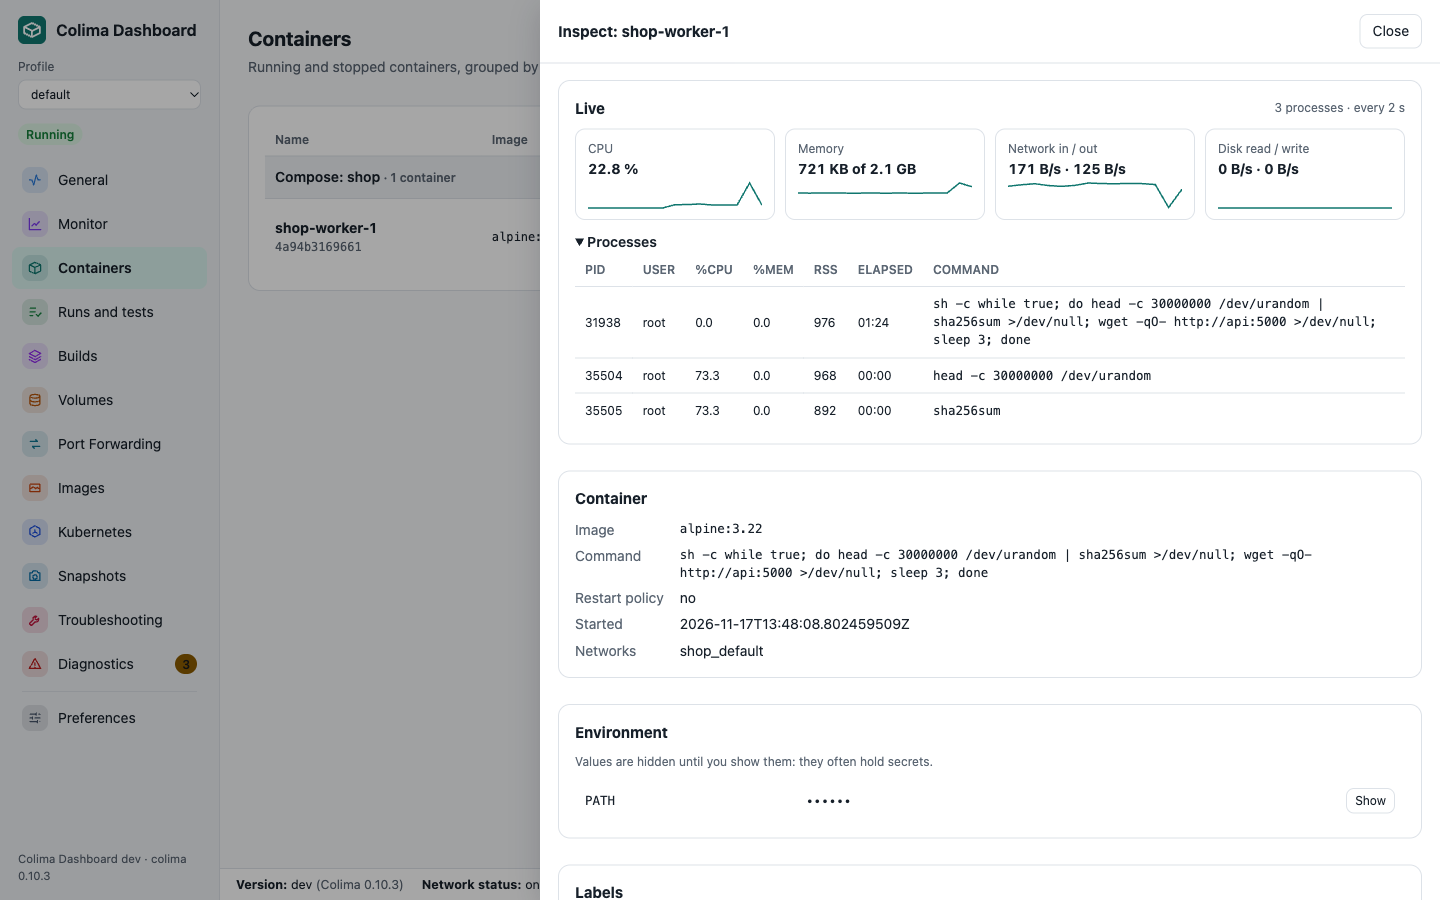 Colima Dashboard
Profile
default
Running
General
Monitor
Containers
Runs and tests
Builds
Volumes
Port Forwarding
Images
Kubernetes
Snapshots
Troubleshooting
Diagnostics 3
Preferences
Colima Dashboard dev · colima
0.10.3
Containers
Running and stopped containers, grouped by
Name Image
Compose: shop · 1 container
shop-worker-1
4a94b3169661
alpine:
Version: dev (Colima 0.10.3) Network status: on
Inspect: shop-worker-1
Close
Live
3 processes · every 2 s
CPU
22.8 %
Memory
721 KB of 2.1 GB
Network in / out
171 B/s · 125 B/s
Disk read / write
0 B/s · 0 B/s
Processes
PID USER %CPU %MEM RSS ELAPSED COMMAND
31938 root 0.0 0.0 976 01:24 sh -c while true; do head -c 30000000 /dev/urandom |
sha256sum >/dev/null; wget -qO- http://api:5000 >/dev/null;
sleep 3; done
35504 root 73.3 0.0 968 00:00 head -c 30000000 /dev/urandom
35505 root 73.3 0.0 892 00:00 sha256sum
Container
Image alpine:3.22
Command sh -c while true; do head -c 30000000 /dev/urandom | sha256sum >/dev/null; wget -qO-
http://api:5000 >/dev/null; sleep 3; done
Restart policy no
Started 2026-11-17T13:48:08.802459509Z
Networks shop_default
Environment
Values are hidden until you show them: they often hold secrets.
PATH •••••• Show
Labels